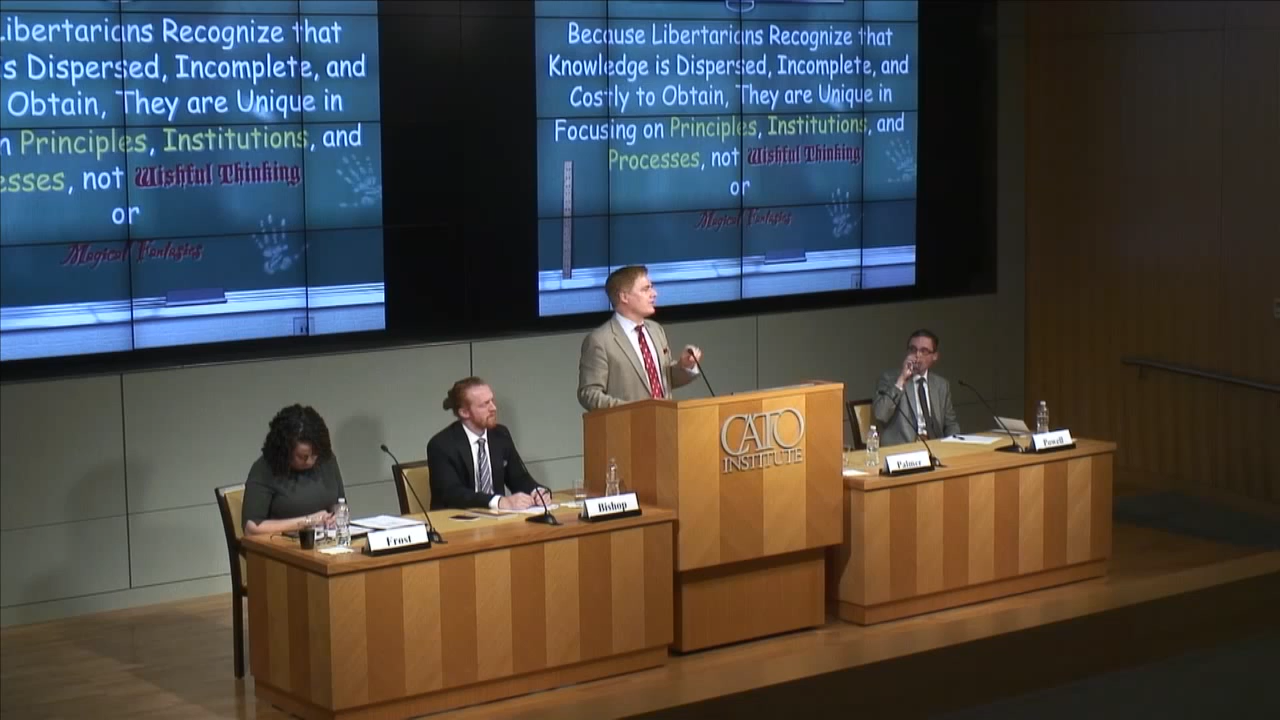 Libertarians Recognize that
is Dispersed, Incomplete, and
Obtain, They are Unique in
Principles, Institutions, and
esses, not Wishful Thinking
or
Magical Fantasies
Because Libertarians Recognize that
Knowledge is Dispersed, Incomplete, and
Costly to Obtain, They are Unique in
Focusing on Principles, Institutions, and
Processes, not Wishful Thinking
or
Magical Fantasies
CATO
INSTITUTE
Frost
Bishop
Palmer
Powell